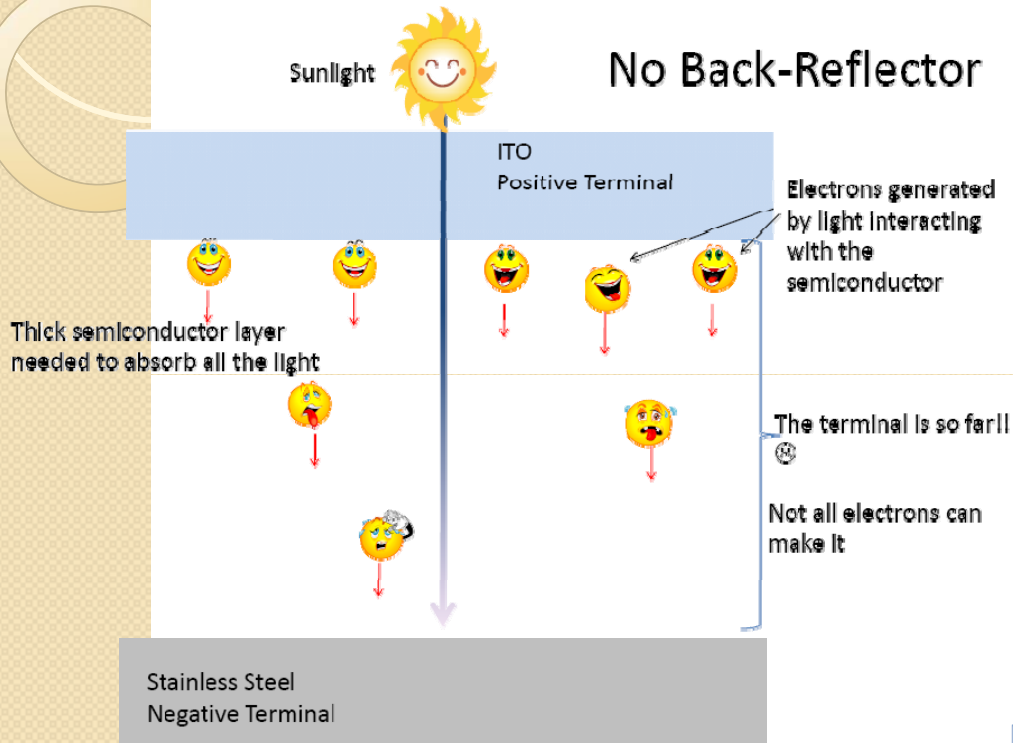 No Back-Reflector
Sunlight
ITO
Positive Terminal
Electrons generated
by light interacting
with the
semiconductor
Thick semiconductor layer
needed to absorb all the light
The terminal is so far!!
☹
Not all electrons can
make it
Stainless Steel
Negative Terminal